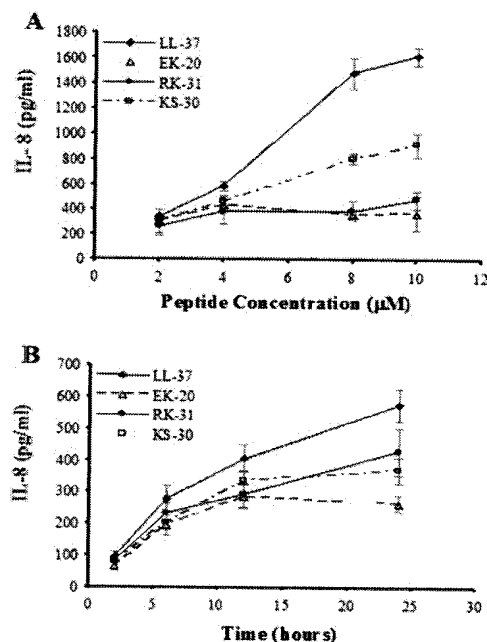 A
1800
1600
1400
1200
1000
800
600
400
200
0
IL-8 (pg/ml)
LL-37
EK-20
RK-31
KS-30
0 2 4 6 8 10 12
Peptide Concentration (µM)
B
700
600
500
400
300
200
100
0
IL-8 (pg/ml)
LL-37
EK-20
RK-31
KS-30
0 5 10 15 20 25 30
Time (hours)